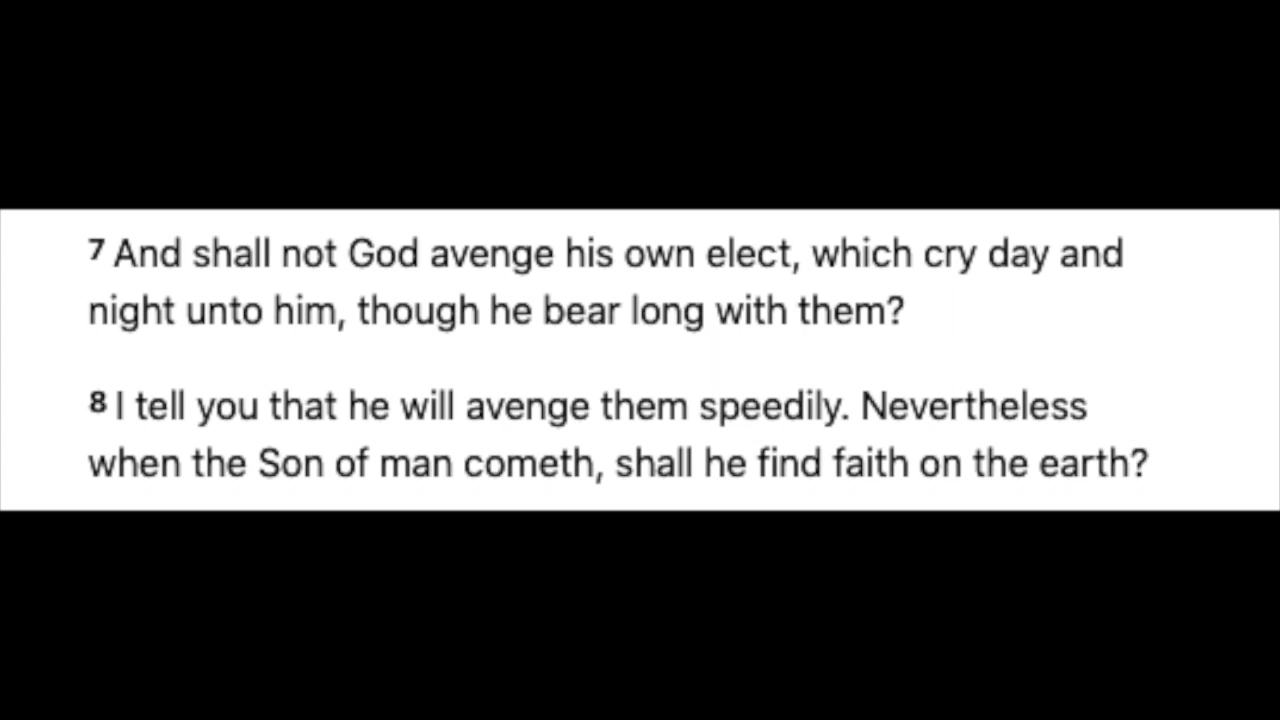 7 And shall not God avenge his own elect, which cry day and
night unto him, though he bear long with them?
8 I tell you that he will avenge them speedily. Nevertheless
when the Son of man cometh, shall he find faith on the earth?